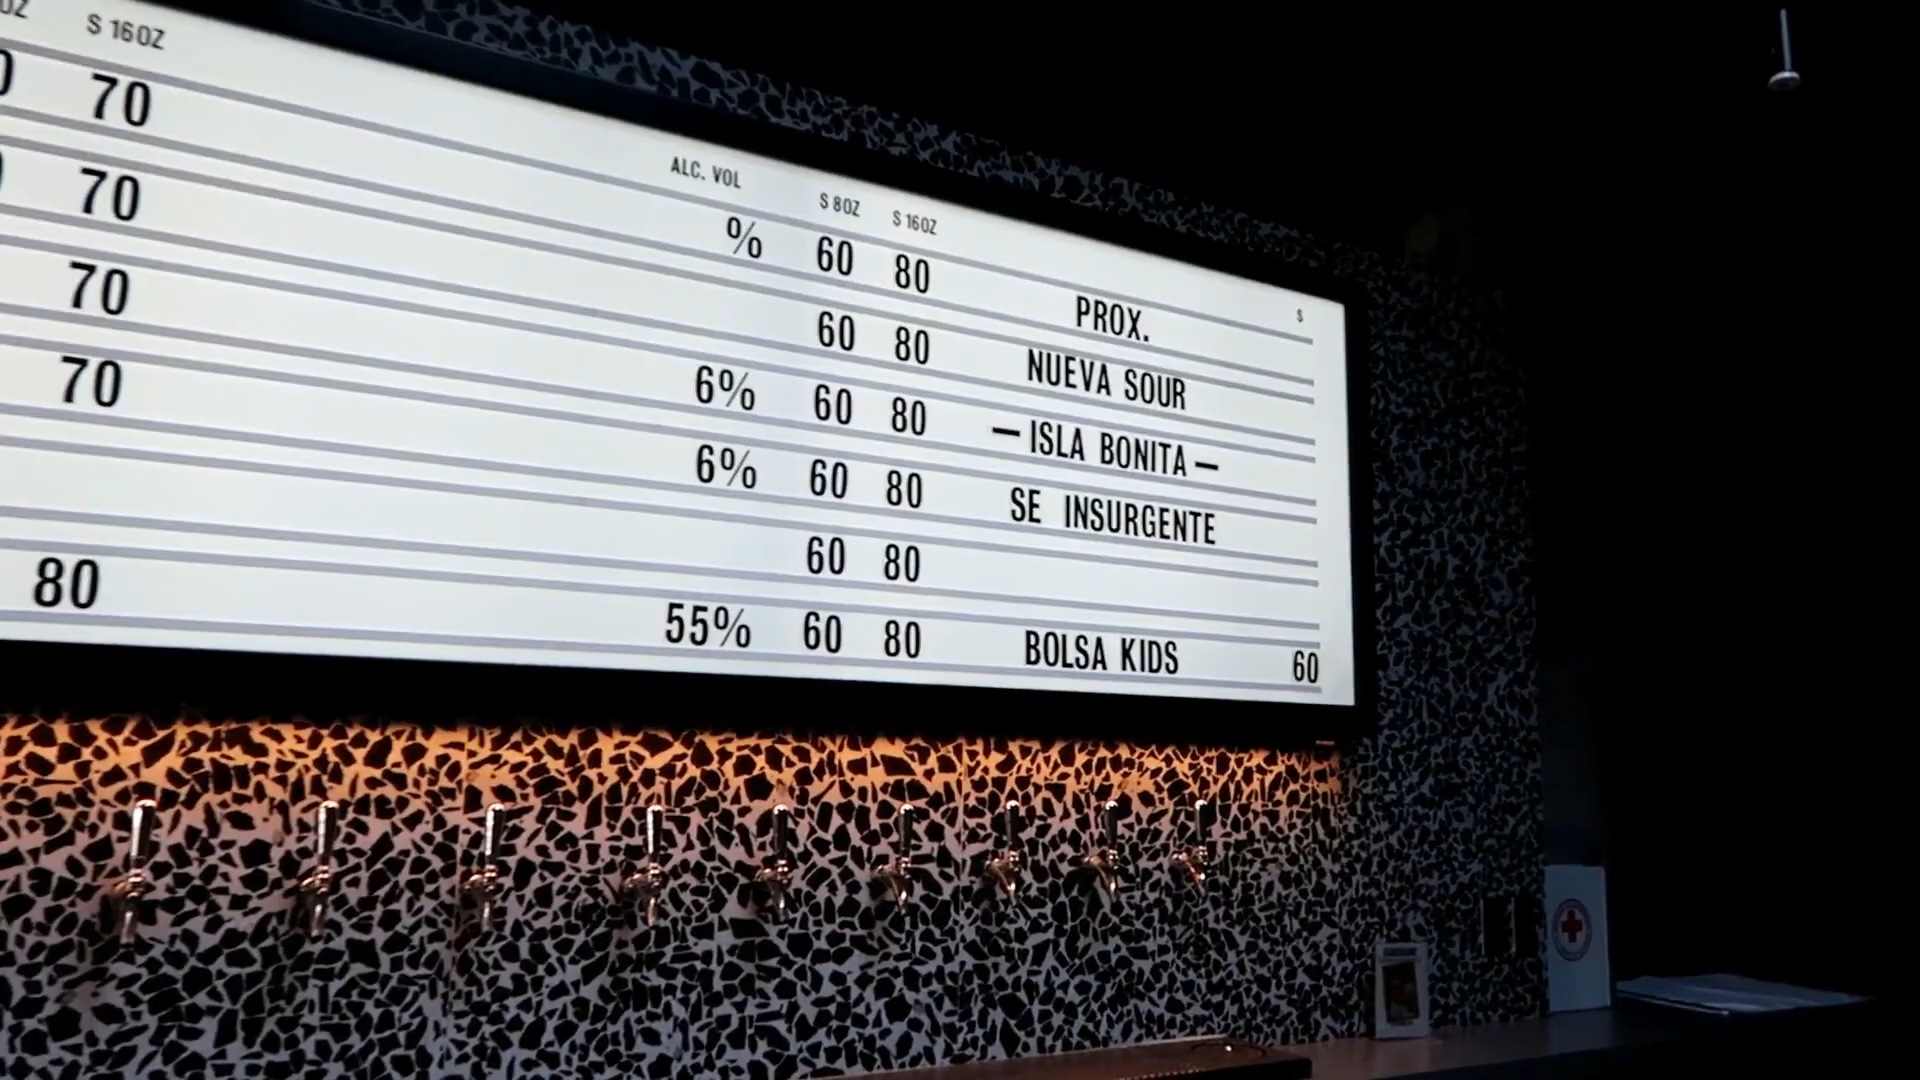 $ 16OZ
70
70
70
70
80
ALC. VOL $ 8OZ $ 16OZ
% 60 80
60 80
6% 60 80
6% 60 80
60 80
55% 60 80
$
PROX.
NUEVA SOUR
— ISLA BONITA —
SE INSURGENTE
BOLSA KIDS 60